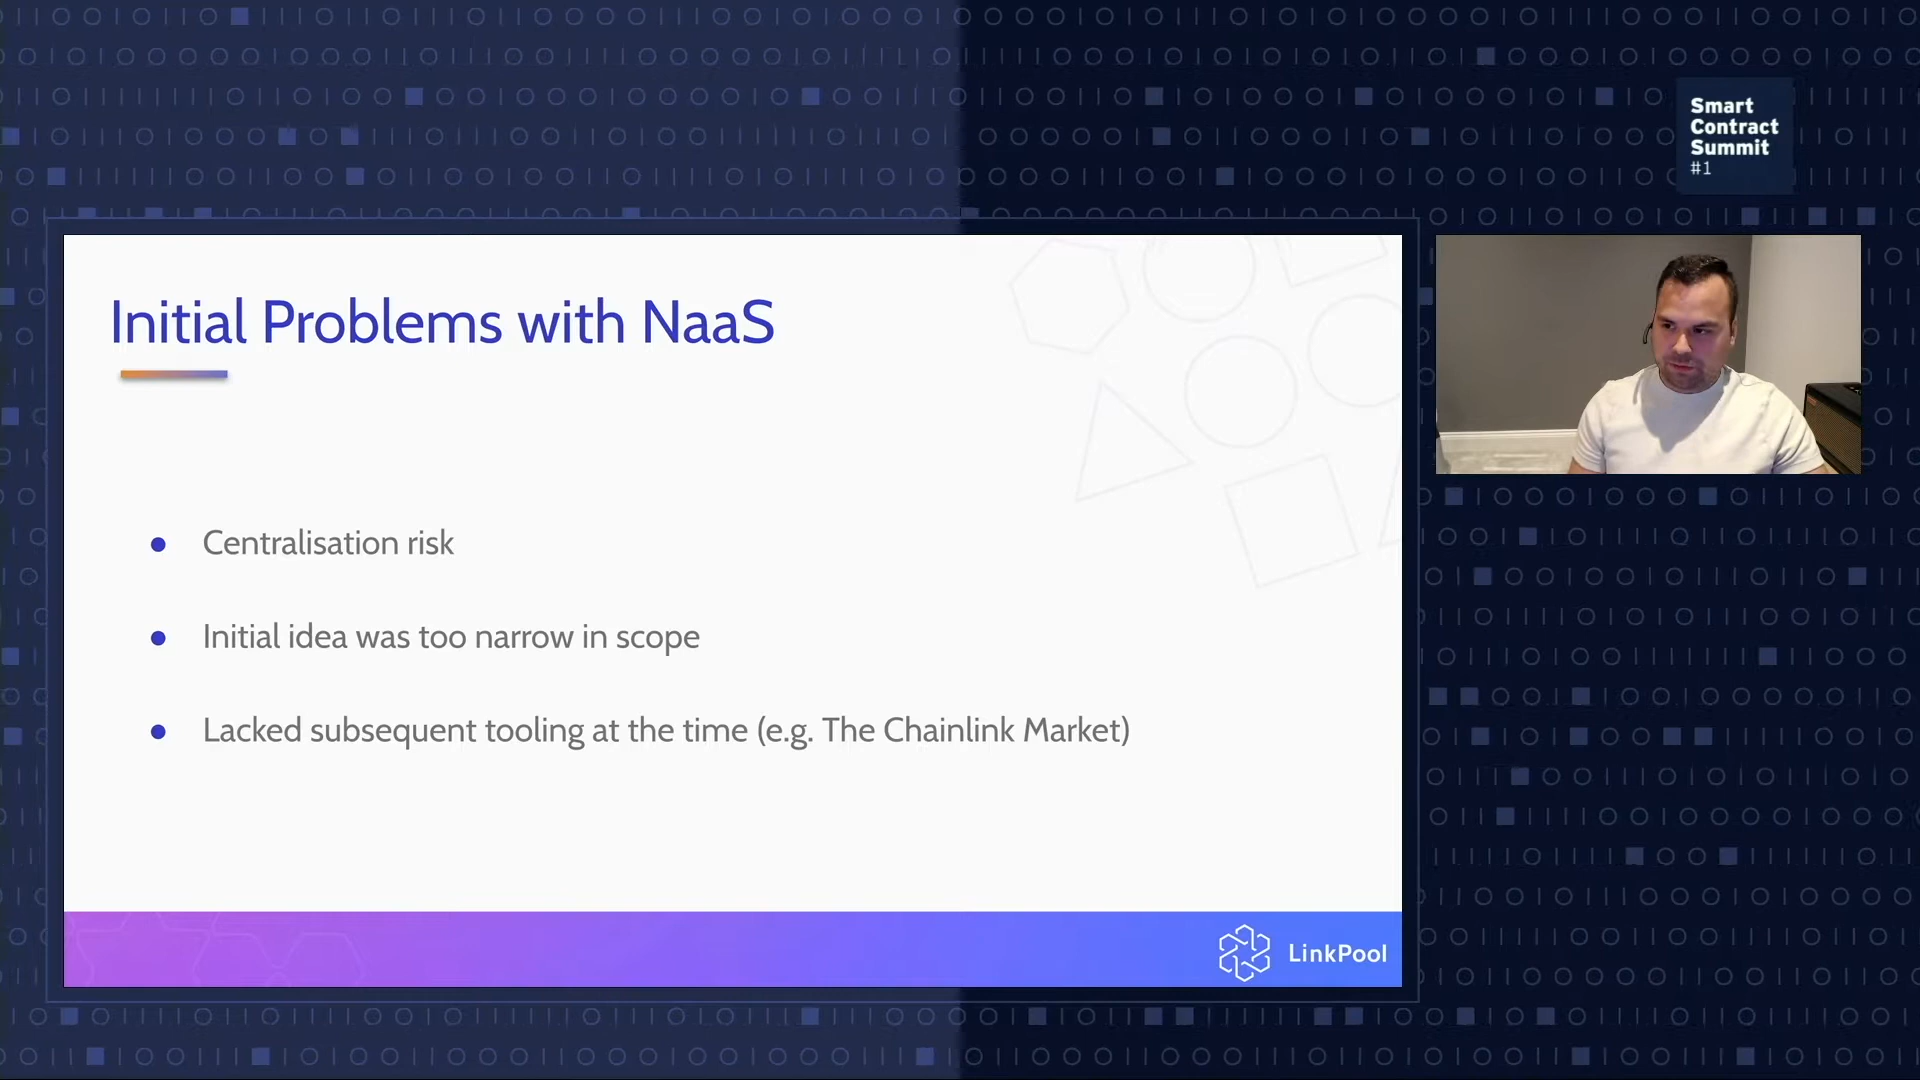 Smart
Contract
Summit
#1
Initial Problems with NaaS
Centralisation risk
Initial idea was too narrow in scope
Lacked subsequent tooling at the time (e.g. The Chainlink Market)
LinkPool